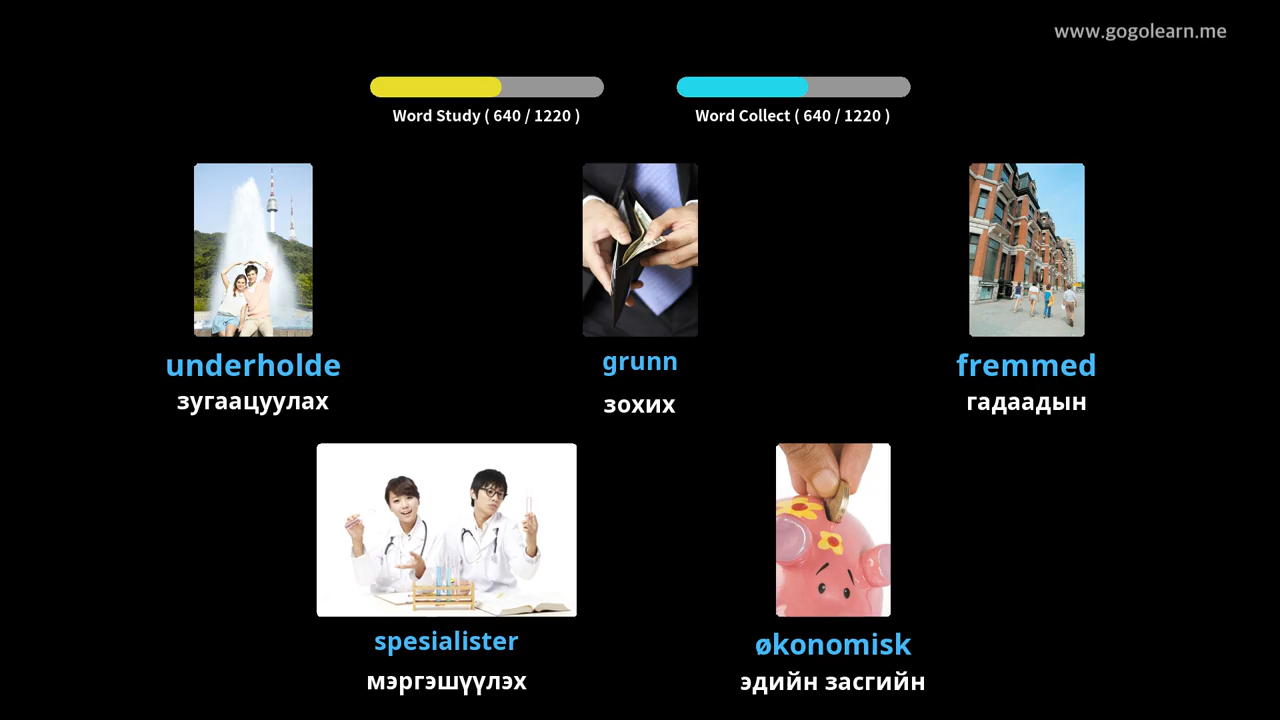 www.gogolearn.me
Word Study ( 640 / 1220 )
Word Collect ( 640 / 1220 )
underholde
зугаацуулах
grunn
зохих
fremmed
гадаадын
spesialister
мэргэшүүлэх
økonomisk
эдийн засгийн